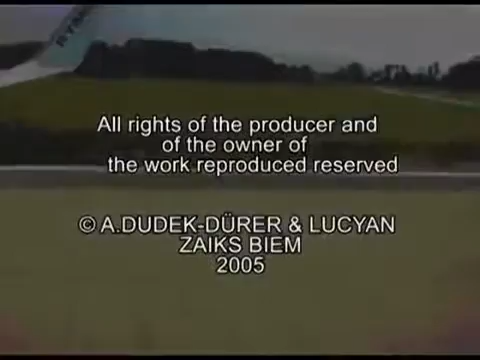 All rights of the producer and
of the owner of
the work reproduced reserved
© A.DUDEK-DÜRER & LUCYAN
ZAIKS BIEM
2005